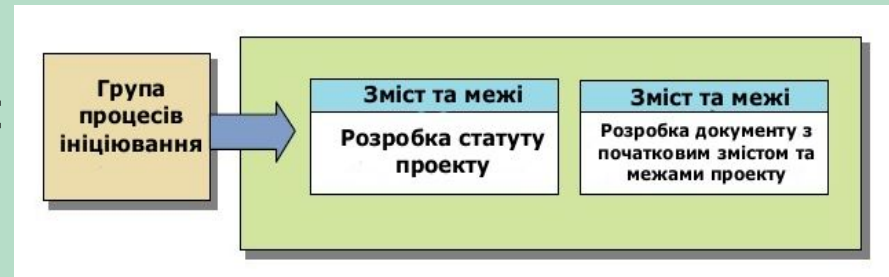 Група
процесів
ініціювання
Зміст та межі
Розробка статуту
проекту
Зміст та межі
Розробка документу з
початковим змістом та
межами проекту